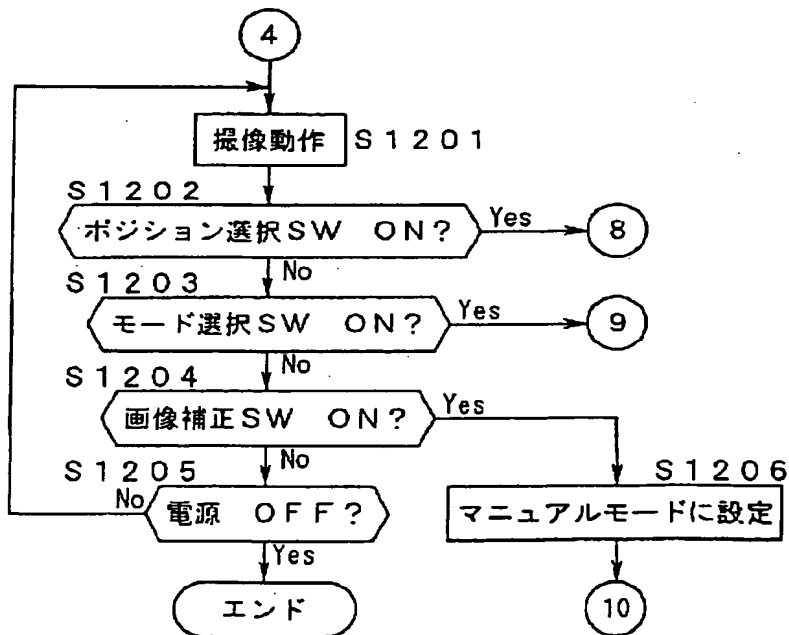 4
撮像動作 S1201
S1202
ポジション選択SW ON? Yes 8
No
S1203
モード選択SW ON? Yes 9
No
S1204
画像補正SW ON? Yes
No
S1205
S1206
No 電源 OFF?
マニュアルモードに設定
Yes
エンド
10